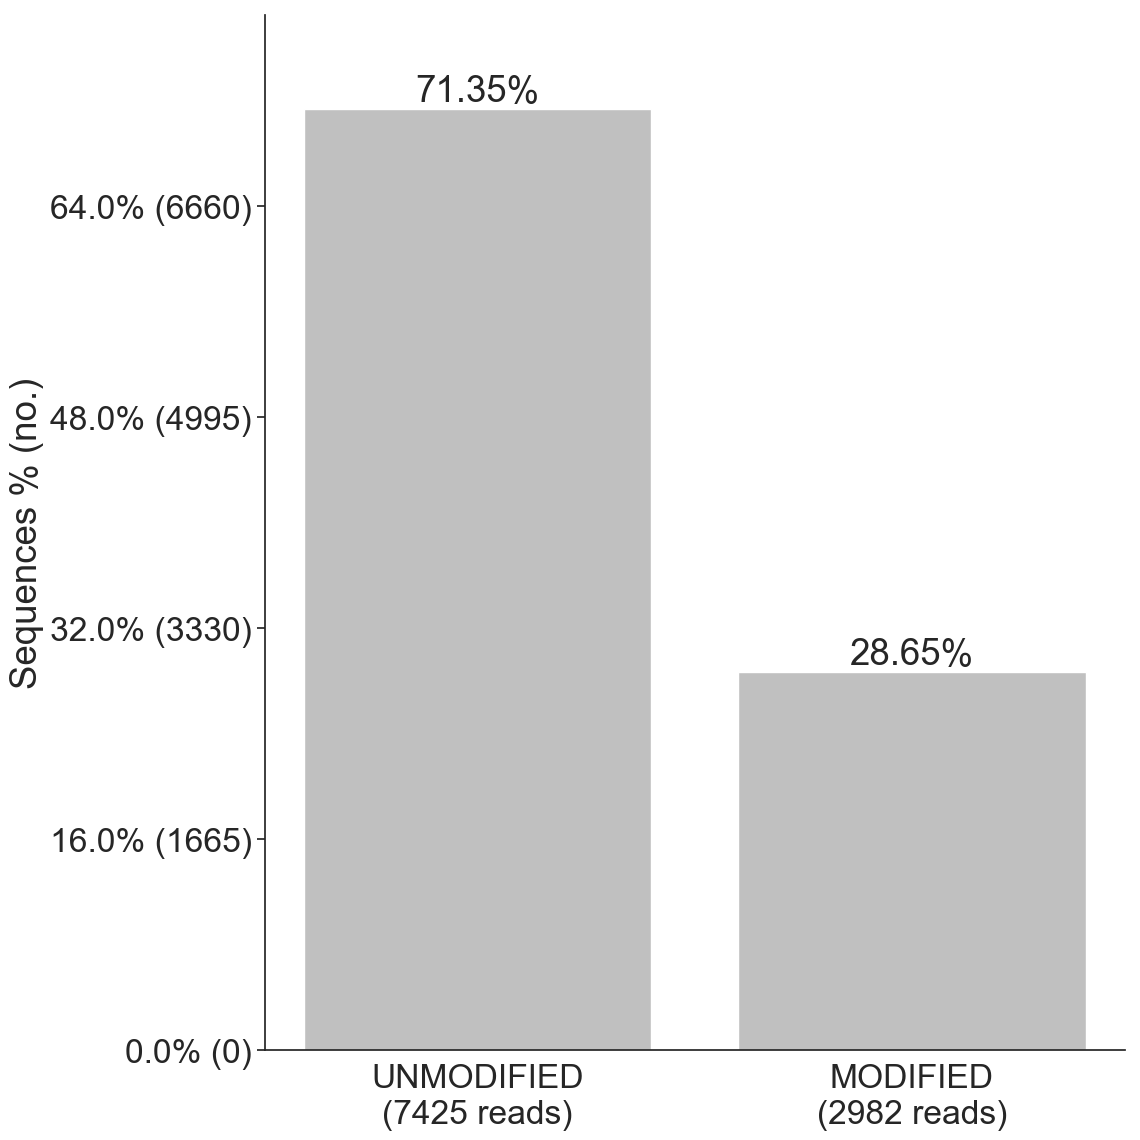 Sequences % (no.)
71.35%
64.0% (6660)
48.0% (4995)
32.0% (3330)
28.65%
16.0% (1665)
0.0% (0)
UNMODIFIED
(7425 reads)
MODIFIED
(2982 reads)